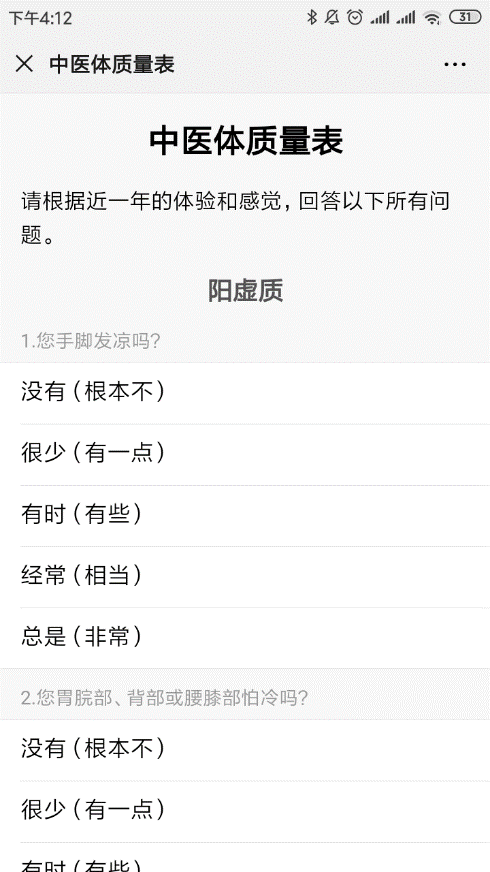 下午4:12
31
中医体质量表
中医体质量表
请根据近一年的体验和感觉，回答以下所有问
题。
阳虚质
1.您手脚发凉吗？
没有（根本不）
很少（有一点）
有时（有些）
经常（相当）
总是（非常）
2.您胃脘部、背部或腰膝部怕冷吗？
没有（根本不）
很少（有一点）
有时（有些）